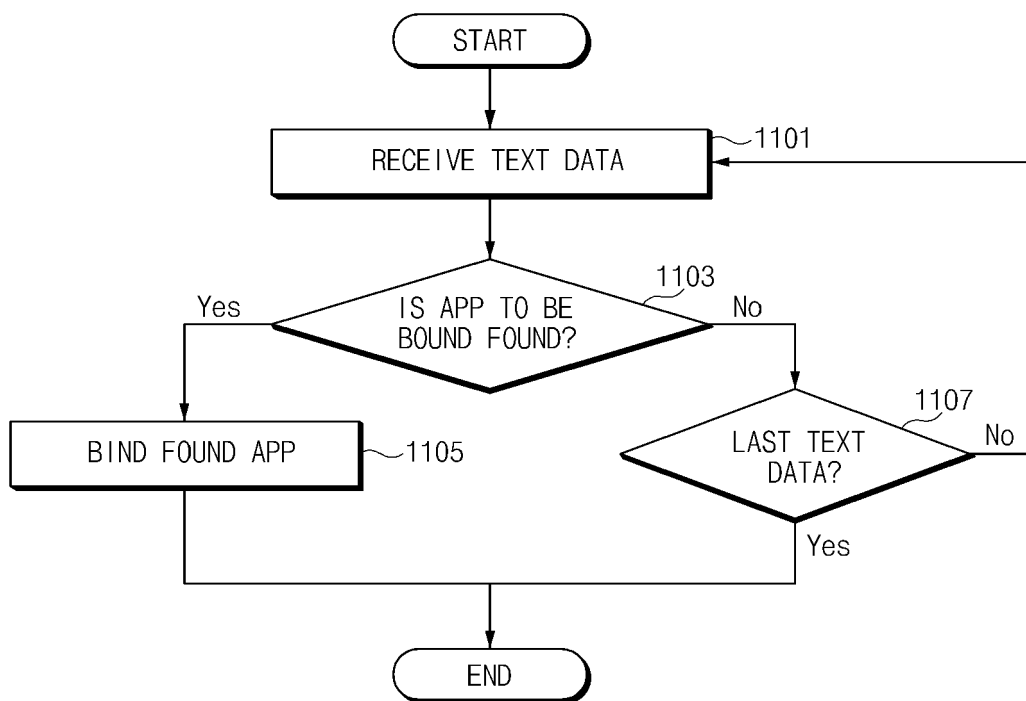 START
RECEIVE TEXT DATA
1101
IS APP TO BE
BOUND FOUND?
1103
Yes
No
BIND FOUND APP
1105
LAST TEXT
DATA?
1107
No
Yes
END